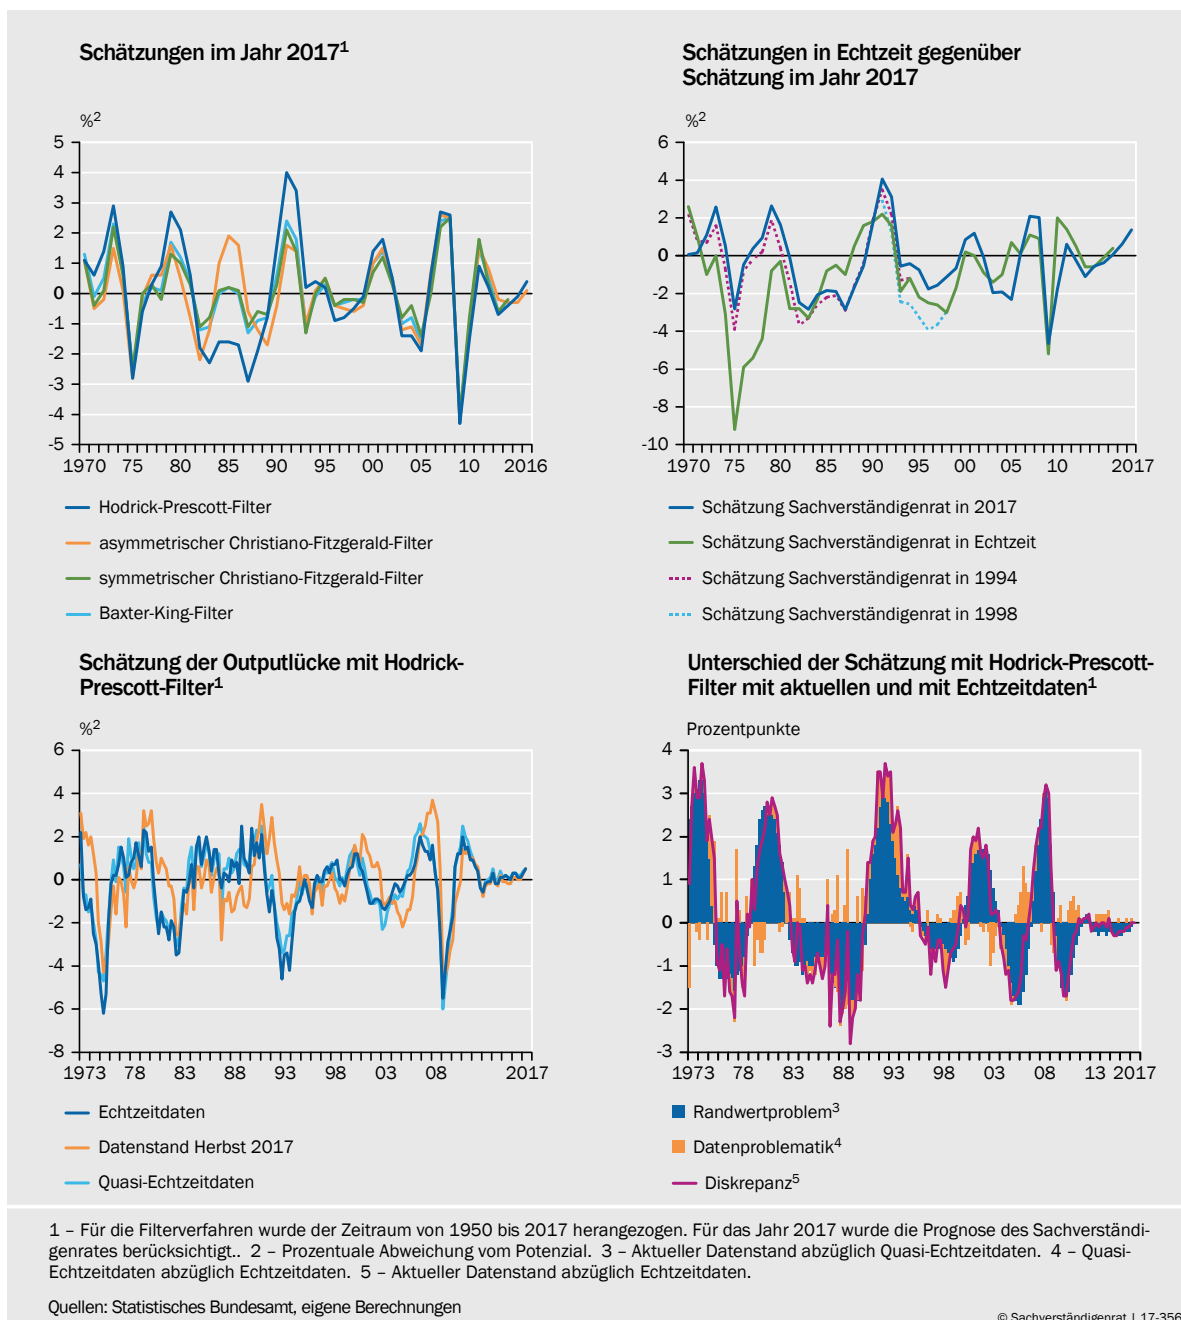 Schätzungen im Jahr 2017¹
%²
5
4
3
2
1
0
-1
-2
-3
-4
-5
1970 75 80 85 90 95 00 05 10 2016
Hodrick-Prescott-Filter
asymmetrischer Christiano-Fitzgerald-Filter
symmetrischer Christiano-Fitzgerald-Filter
Baxter-King-Filter
Schätzungen in Echtzeit gegenüber
Schätzung im Jahr 2017
%²
6
4
2
0
-2
-4
-6
-8
-10
1970 75 80 85 90 95 00 05 10 2017
Schätzung Sachverständigenrat in 2017
Schätzung Sachverständigenrat in Echtzeit
Schätzung Sachverständigenrat in 1994
Schätzung Sachverständigenrat in 1998
Schätzung der Outputlücke mit Hodrick-
Prescott-Filter¹
%²
6
4
2
0
-2
-4
-6
-8
1973 78 83 88 93 98 03 08 2017
Echtzeitdaten
Datenstand Herbst 2017
Quasi-Echtzeitdaten
Unterschied der Schätzung mit Hodrick-Prescott-
Filter mit aktuellen und mit Echtzeitdaten¹
Prozentpunkte
4
3
2
1
0
-1
-2
-3
1973 78 83 88 93 98 03 08 13 2017
Randwertproblem³
Datenproblematik⁴
Diskrepanz⁵
1 – Für die Filterverfahren wurde der Zeitraum von 1950 bis 2017 herangezogen. Für das Jahr 2017 wurde die Prognose des Sachverständi-
genrates berücksichtigt.. 2 – Prozentuale Abweichung vom Potenzial. 3 – Aktueller Datenstand abzüglich Quasi-Echtzeitdaten. 4 – Quasi-
Echtzeitdaten abzüglich Echtzeitdaten. 5 – Aktueller Datenstand abzüglich Echtzeitdaten.
Quellen: Statistisches Bundesamt, eigene Berechnungen
© Sachverständigenrat | 17-356